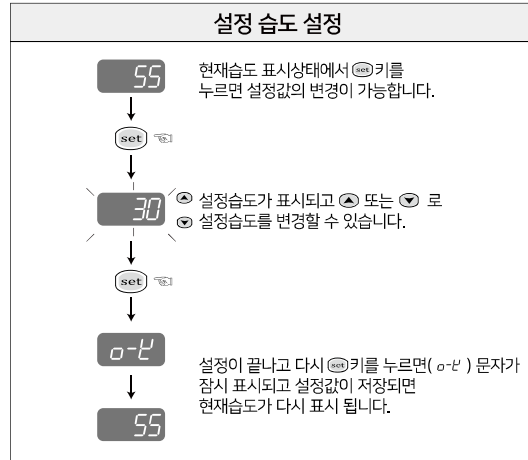 설정 습도 설정
55
현재습도 표시상태에서 set 키를
누르면 설정값의 변경이 가능합니다.
set
30
설정습도가 표시되고 ▲ 또는 ▼ 로
설정습도를 변경할 수 있습니다.
set
o-분
설정이 끝나고 다시 set 키를 누르면( o-분 ) 문자가
잠시 표시되고 설정값이 저장되면
현재습도가 다시 표시 됩니다.
55